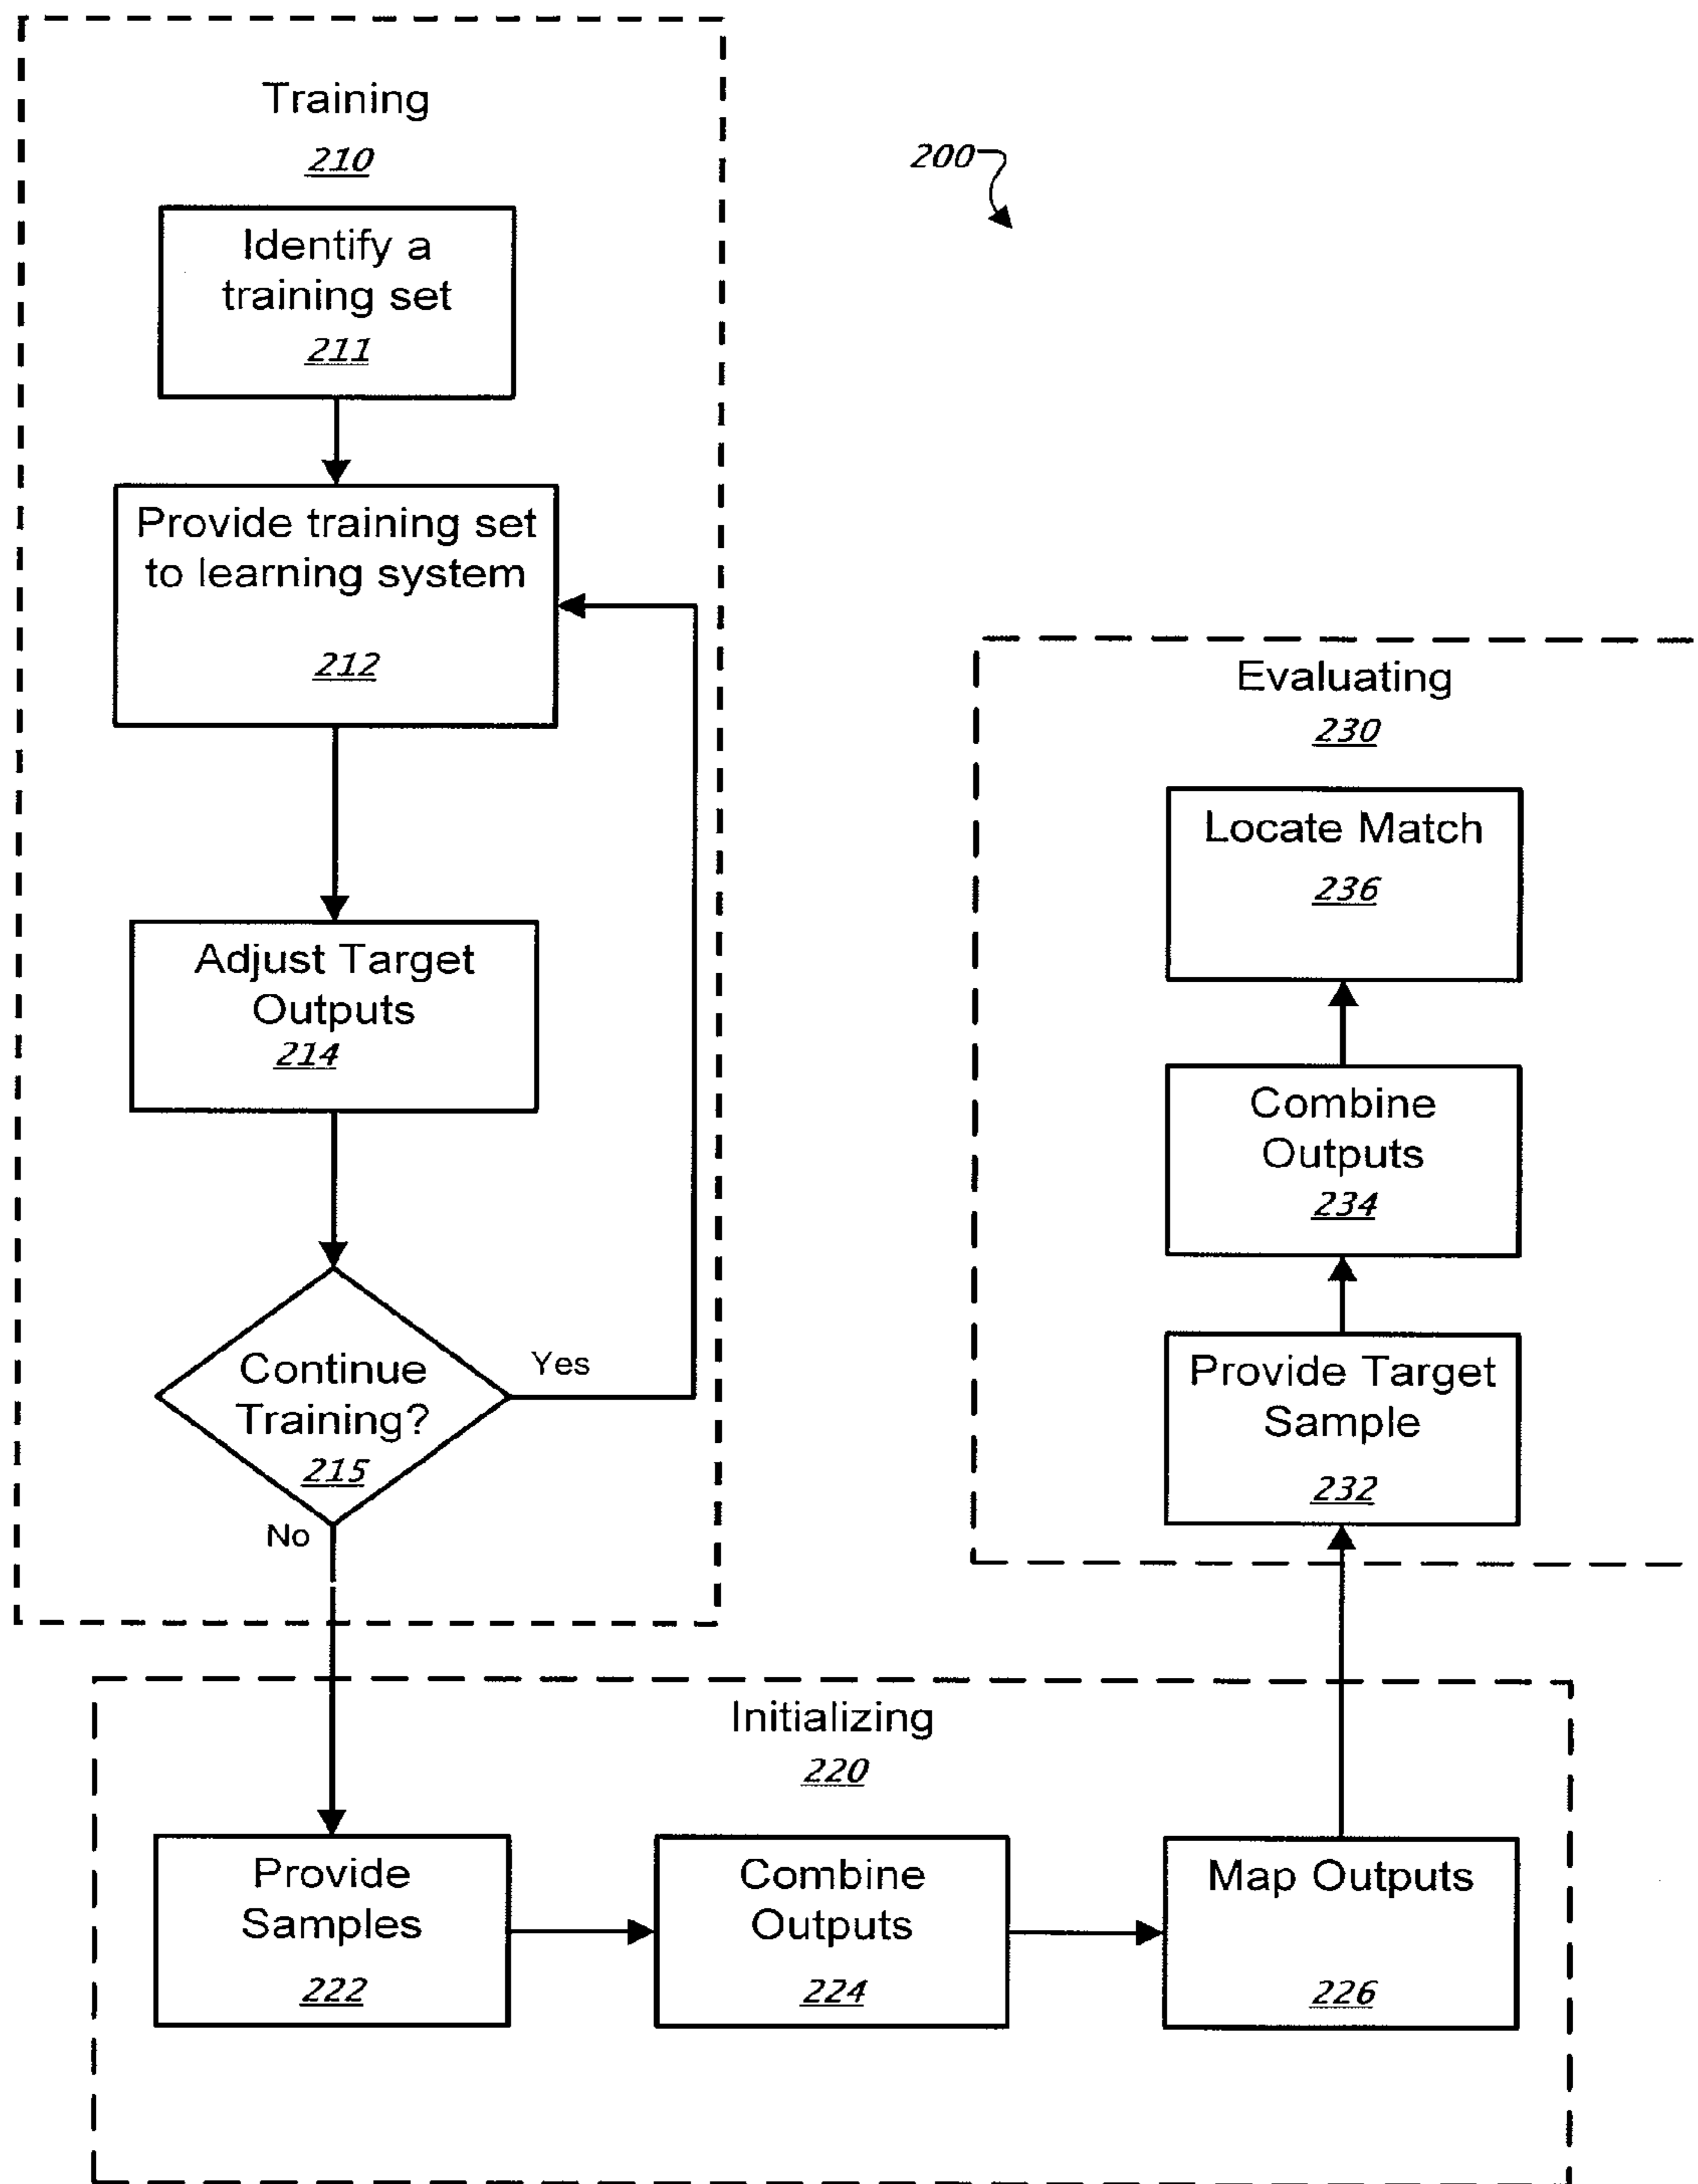 Training
210
Identify a
training set
211
Provide training set
to learning system
212
Adjust Target
Outputs
214
Continue
Training?
215
Yes
No
200
Initializing
220
Provide
Samples
222
Combine
Outputs
224
Map Outputs
226
Evaluating
230
Locate Match
236
Combine
Outputs
234
Provide Target
Sample
232